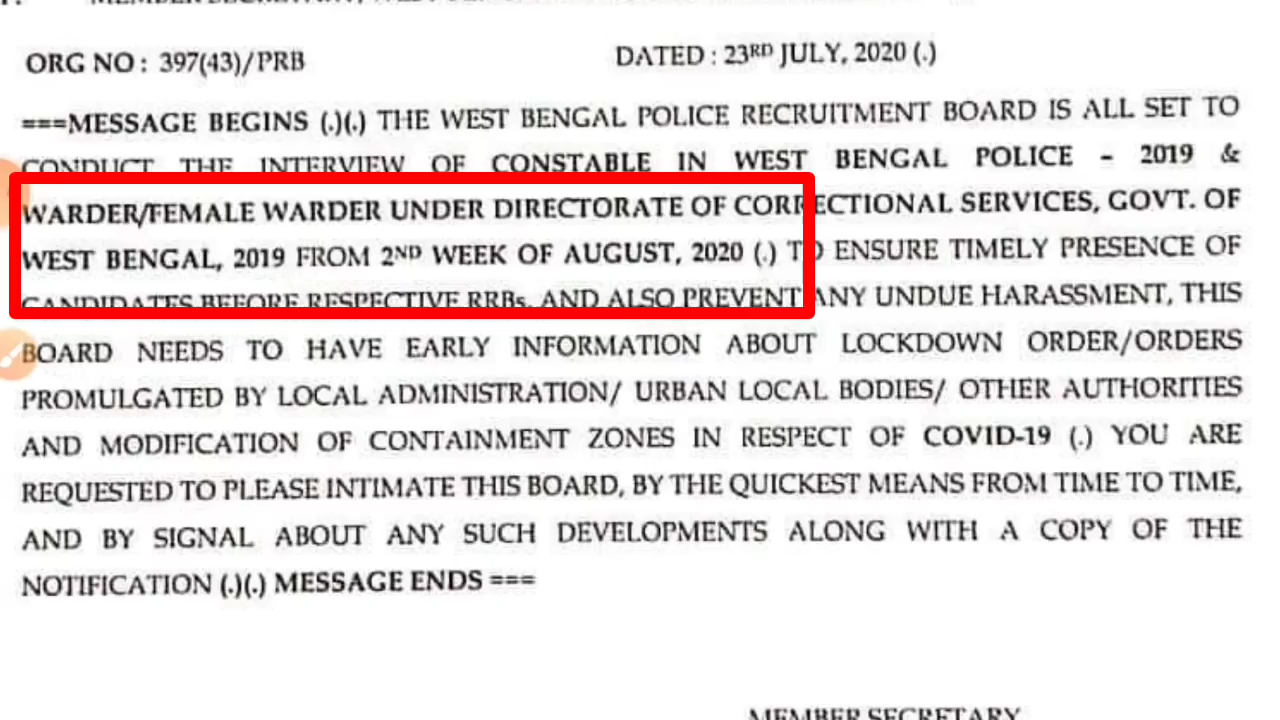 MEMBER SECRETARY, WEST
ORG NO : 397(43)/PRB DATED : 23RD JULY, 2020 (.)
===MESSAGE BEGINS (.)(.) THE WEST BENGAL POLICE RECRUITMENT BOARD IS ALL SET TO
CONDUCT THE INTERVIEW OF CONSTABLE IN WEST BENGAL POLICE – 2019 &
WARDER/FEMALE WARDER UNDER DIRECTORATE OF CORRECTIONAL SERVICES, GOVT. OF
WEST BENGAL, 2019 FROM 2ND WEEK OF AUGUST, 2020 (.) TO ENSURE TIMELY PRESENCE OF
CANDIDATES BEFORE RESPECTIVE RRBs, AND ALSO PREVENT ANY UNDUE HARASSMENT, THIS
BOARD NEEDS TO HAVE EARLY INFORMATION ABOUT LOCKDOWN ORDER/ORDERS
PROMULGATED BY LOCAL ADMINISTRATION/ URBAN LOCAL BODIES/ OTHER AUTHORITIES
AND MODIFICATION OF CONTAINMENT ZONES IN RESPECT OF COVID-19 (.) YOU ARE
REQUESTED TO PLEASE INTIMATE THIS BOARD, BY THE QUICKEST MEANS FROM TIME TO TIME,
AND BY SIGNAL ABOUT ANY SUCH DEVELOPMENTS ALONG WITH A COPY OF THE
NOTIFICATION (.)(.) MESSAGE ENDS ===
MEMBER SECRETARY